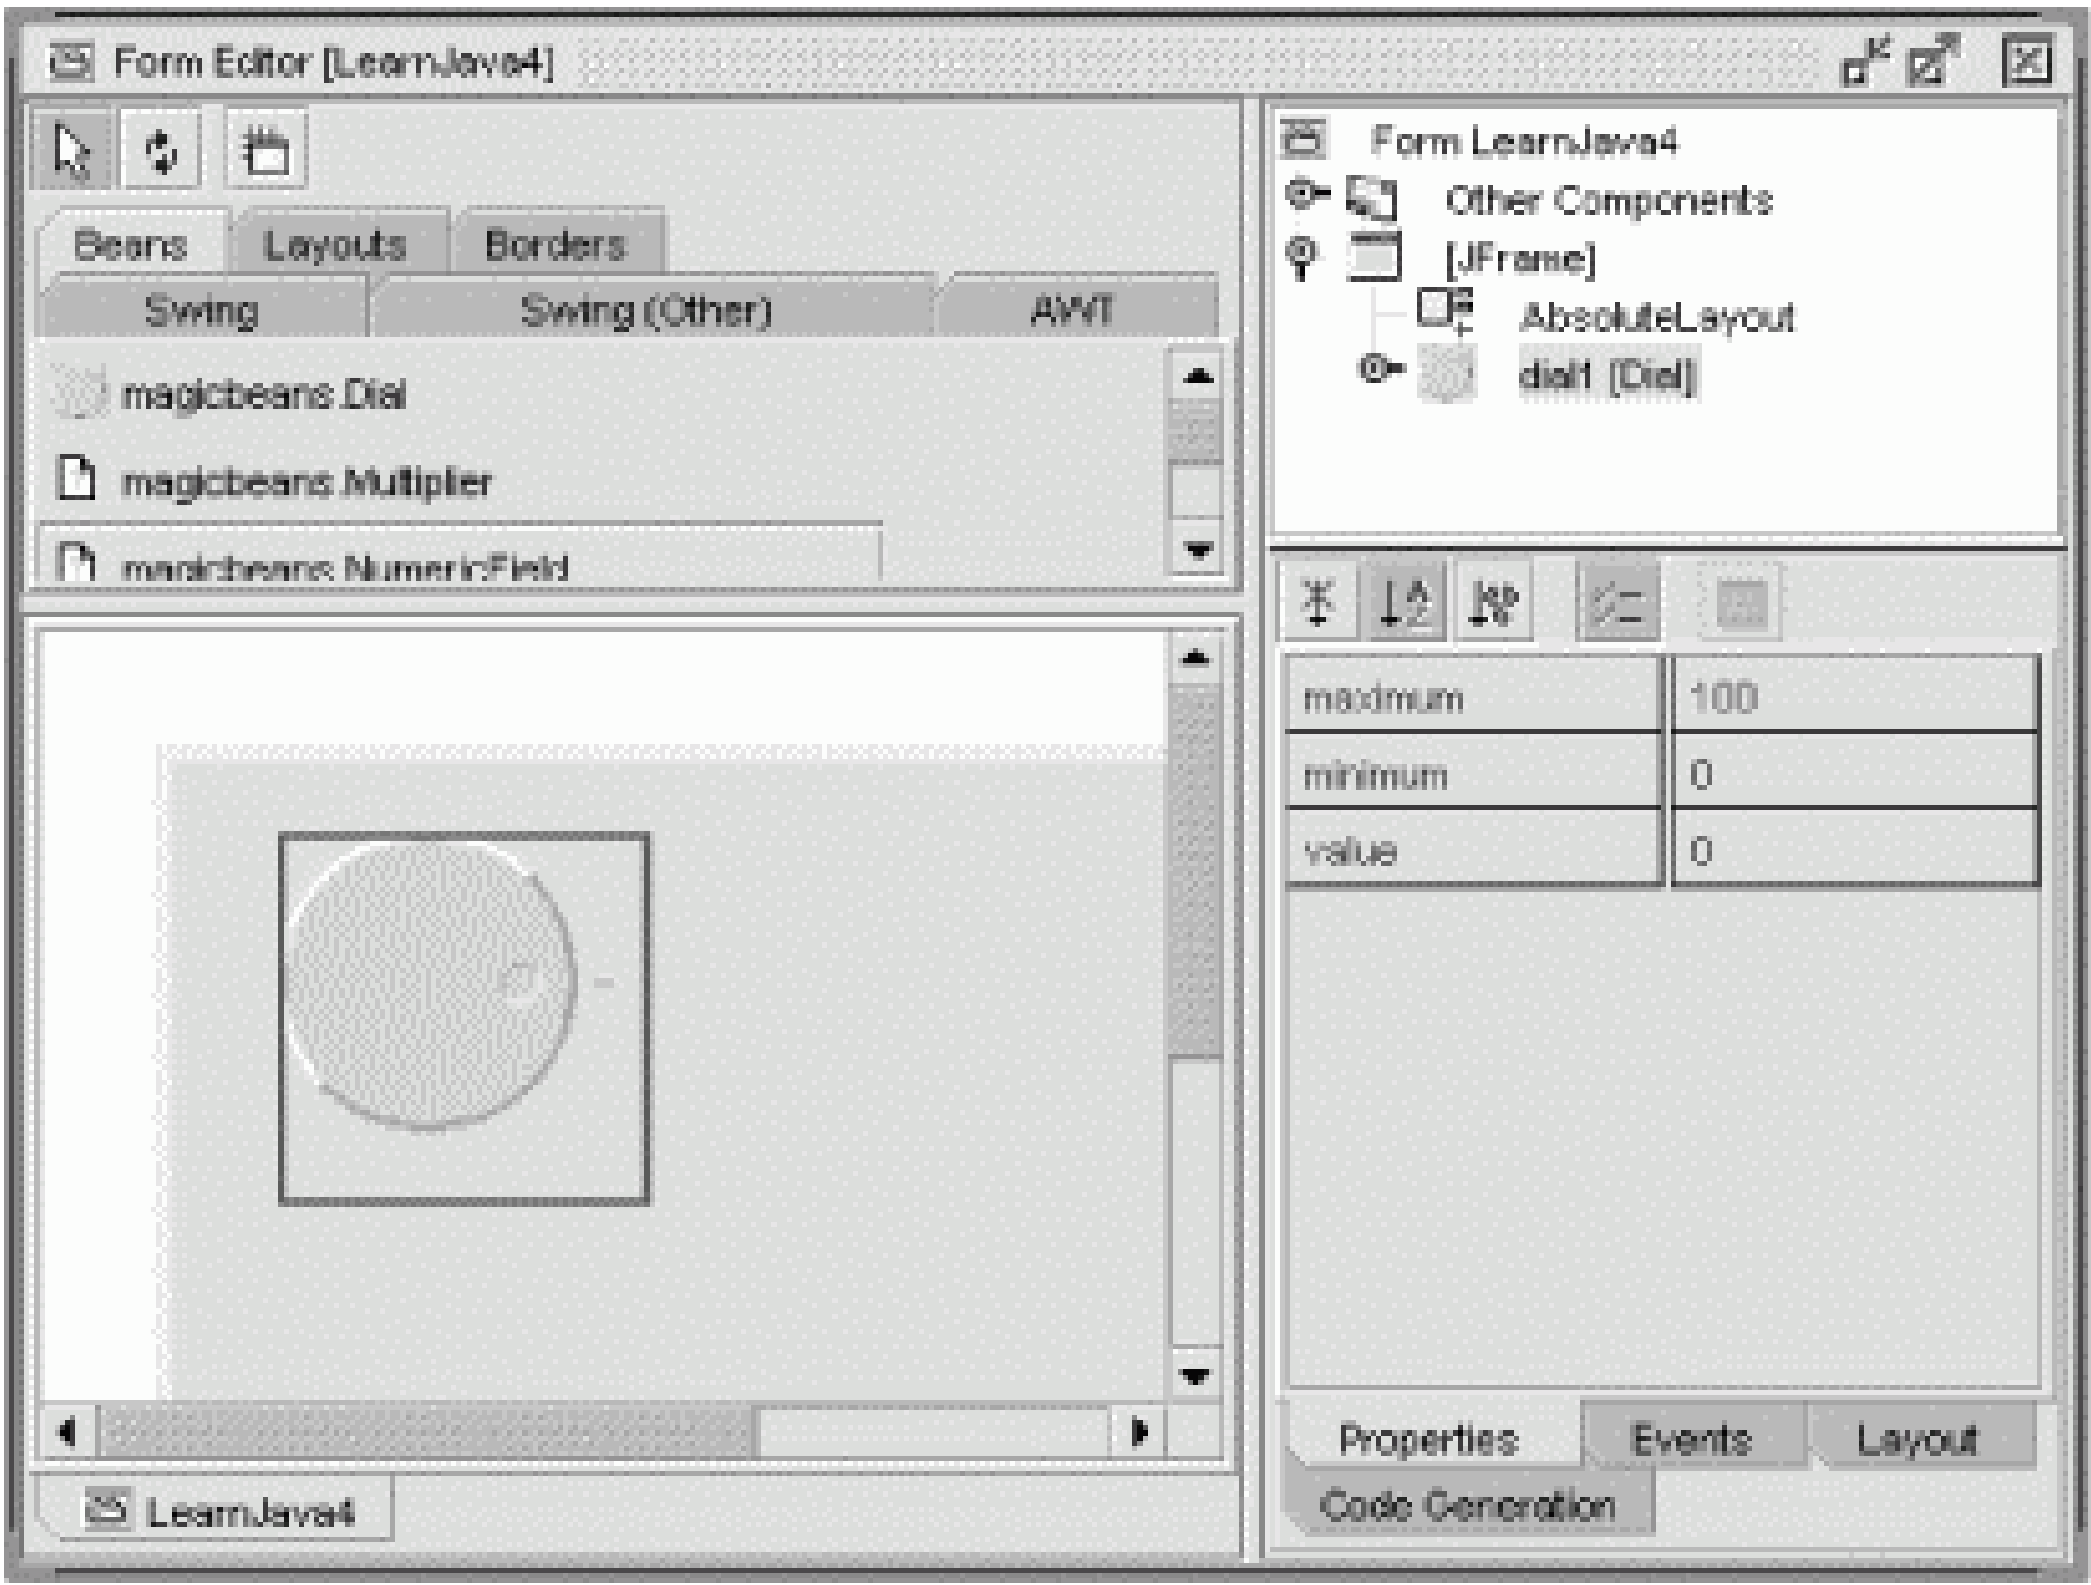 Form Editor [LearnJava4]
Beans Layouts Borders
Swing Swing (Other) AWT
magicbeans.Dial
magicbeans.Multiplier
magicbeans.NumericField
LearnJava4
Form LearnJava4
Other Components
[JFrame]
AbsoluteLayout
dial1 [Dial]
maximum 100
minimum 0
value 0
Properties Events Layout
Code Generation